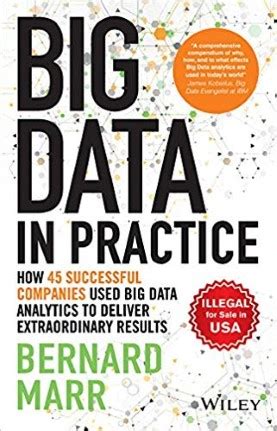 BIG
DATA
IN PRACTICE
"A comprehensive
compendium of why,
how, and to what effects
Big Data analytics are
used in today's world"
James Kobielus, Big
Data Evangelist at IBM
HOW 45 SUCCESSFUL
COMPANIES USED BIG DATA
ANALYTICS TO DELIVER
EXTRAORDINARY RESULTS
ILLEGAL
for Sale in
USA
BERNARD
MARR
WILEY